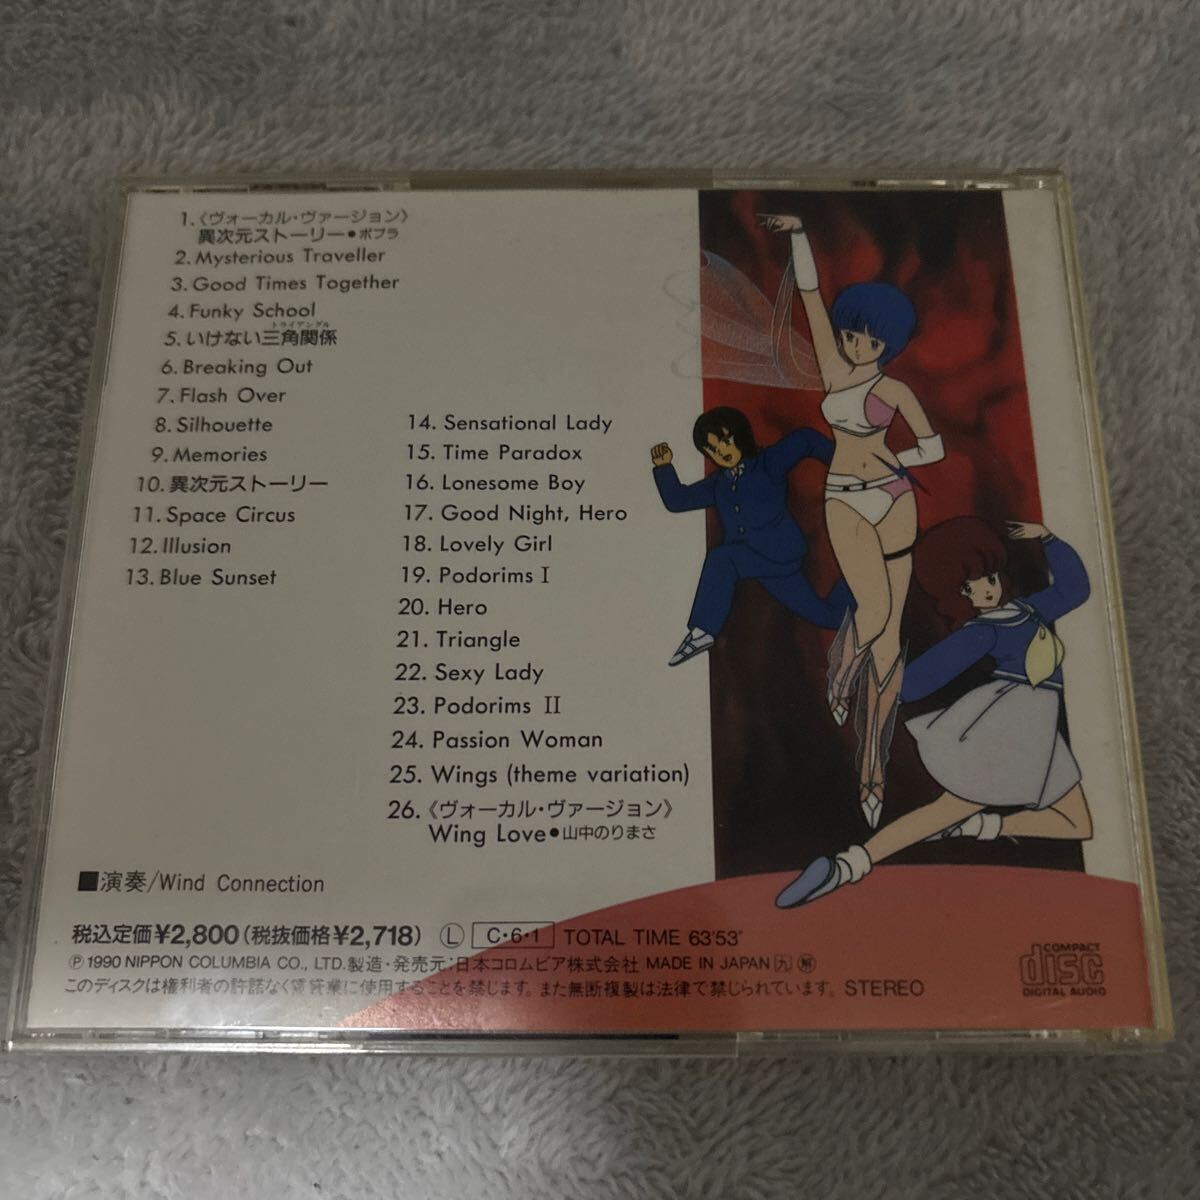 1.《ヴォーカル・ヴァージョン》
異次元ストーリー●ポプラ
2. Mysterious Traveller
3. Good Times Together
4. Funky School
トライアングル
5. いけない三角関係
6. Breaking Out
7. Flash Over
8. Silhouette
9. Memories
10. 異次元ストーリー
11. Space Circus
12. Illusion
13. Blue Sunset
14. Sensational Lady
15. Time Paradox
16. Lonesome Boy
17. Good Night, Hero
18. Lovely Girl
19. Podorims I
20. Hero
21. Triangle
22. Sexy Lady
23. Podorims II
24. Passion Woman
25. Wings (theme variation)
26.《ヴォーカル・ヴァージョン》
Wing Love●山中のりまさ
■演奏/Wind Connection
税込定価¥2,800(税抜価格¥2,718) Ⓛ C・6・1 TOTAL TIME 63'53"
Ⓟ1990 NIPPON COLUMBIA CO., LTD. 製造・発売元:日本コロムビア株式会社 MADE IN JAPAN 九
このディスクは権利者の許諾なく賃貸業に使用することを禁じます。また無断複製は法律で禁じられています。 STEREO
COMPACT
disc
DIGITAL AUDIO